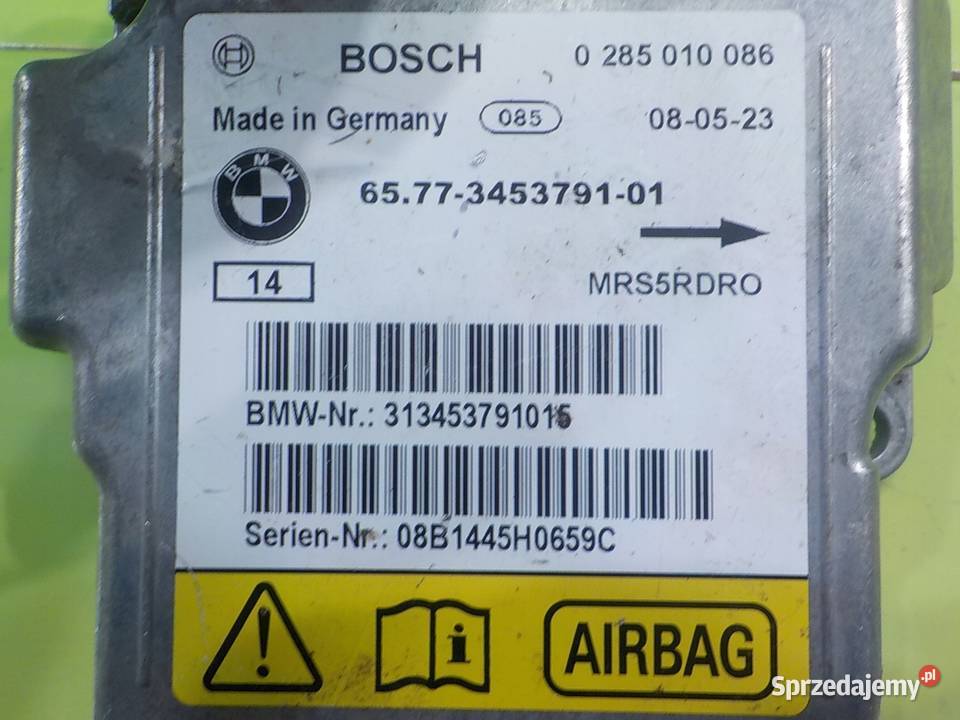 BOSCH 0 285 010 086
Made in Germany 085 08-05-23
BMW
65.77-3453791-01
14 MRS5RDRO
BMW-Nr.: 313453791015
Serien-Nr.: 08B1445H0659C
AIRBAG
Sprzedajemy.pl